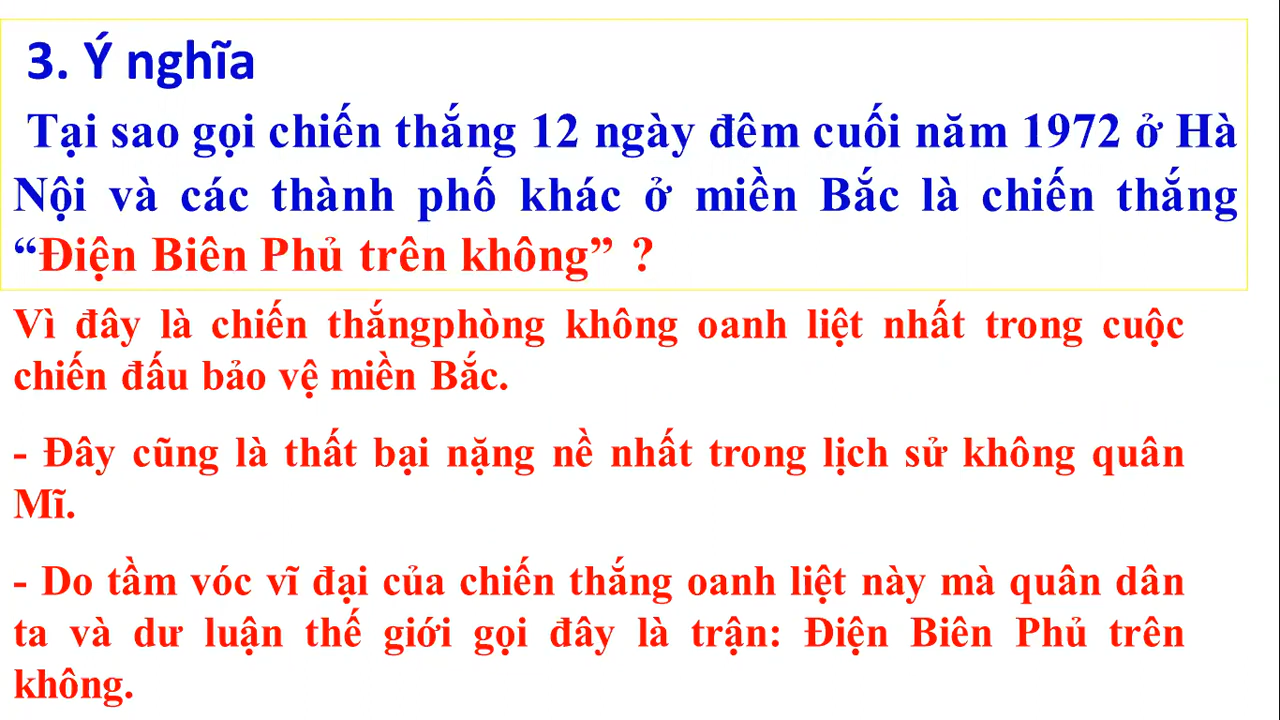 3. Ý nghĩa
Tại sao gọi chiến thắng 12 ngày đêm cuối năm 1972 ở Hà
Nội và các thành phố khác ở miền Bắc là chiến thắng
“Điện Biên Phủ trên không” ?
Vì đây là chiến thắngphòng không oanh liệt nhất trong cuộc
chiến đấu bảo vệ miền Bắc.
- Đây cũng là thất bại nặng nề nhất trong lịch sử không quân
Mĩ.
- Do tầm vóc vĩ đại của chiến thắng oanh liệt này mà quân dân
ta và dư luận thế giới gọi đây là trận: Điện Biên Phủ trên
không.